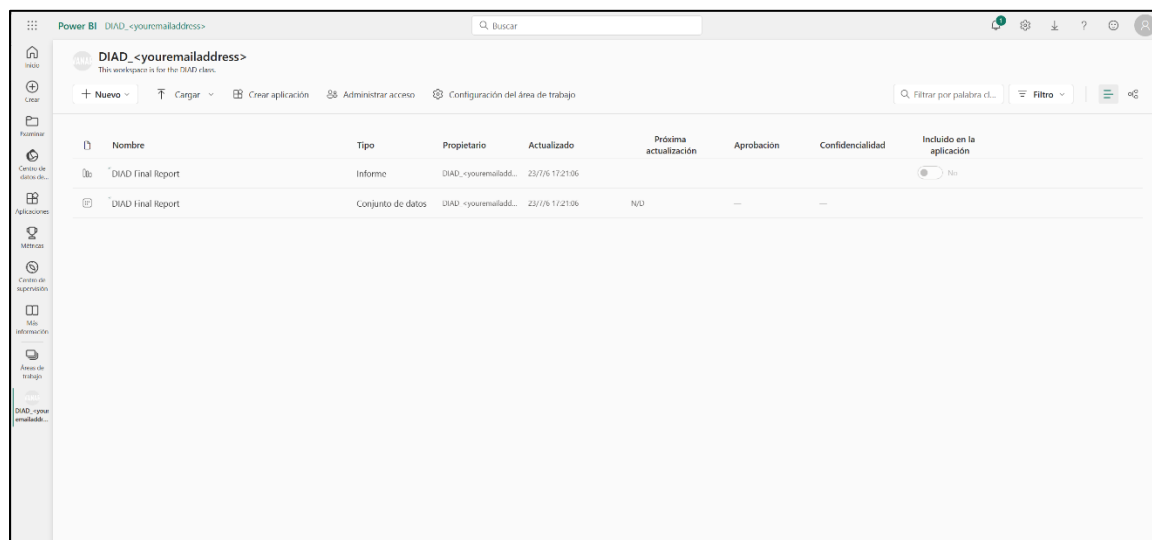 Power BI DIAD_<youremailaddress>
Buscar
1
Inicio
Crear
Examinar
Centro de
datos de...
Aplicaciones
Métricas
Centro de
supervisión
Más
información
Áreas de
trabajo
DIAD_<your
emailaddr...
DIAD_<youremailaddress>
This workspace is for the DIAD class.
Nuevo Cargar Crear aplicación Administrar acceso Configuración del área de trabajo Filtrar por palabra cl... Filtro
Nombre Tipo Propietario Actualizado Próxima actualización Aprobación Confidencialidad Incluido en la aplicación
DIAD Final Report Informe DIAD_<youremailadd... 23/7/6 17:21:06 No
DIAD Final Report Conjunto de datos DIAD_<youremailadd... 23/7/6 17:21:06 N/D — —